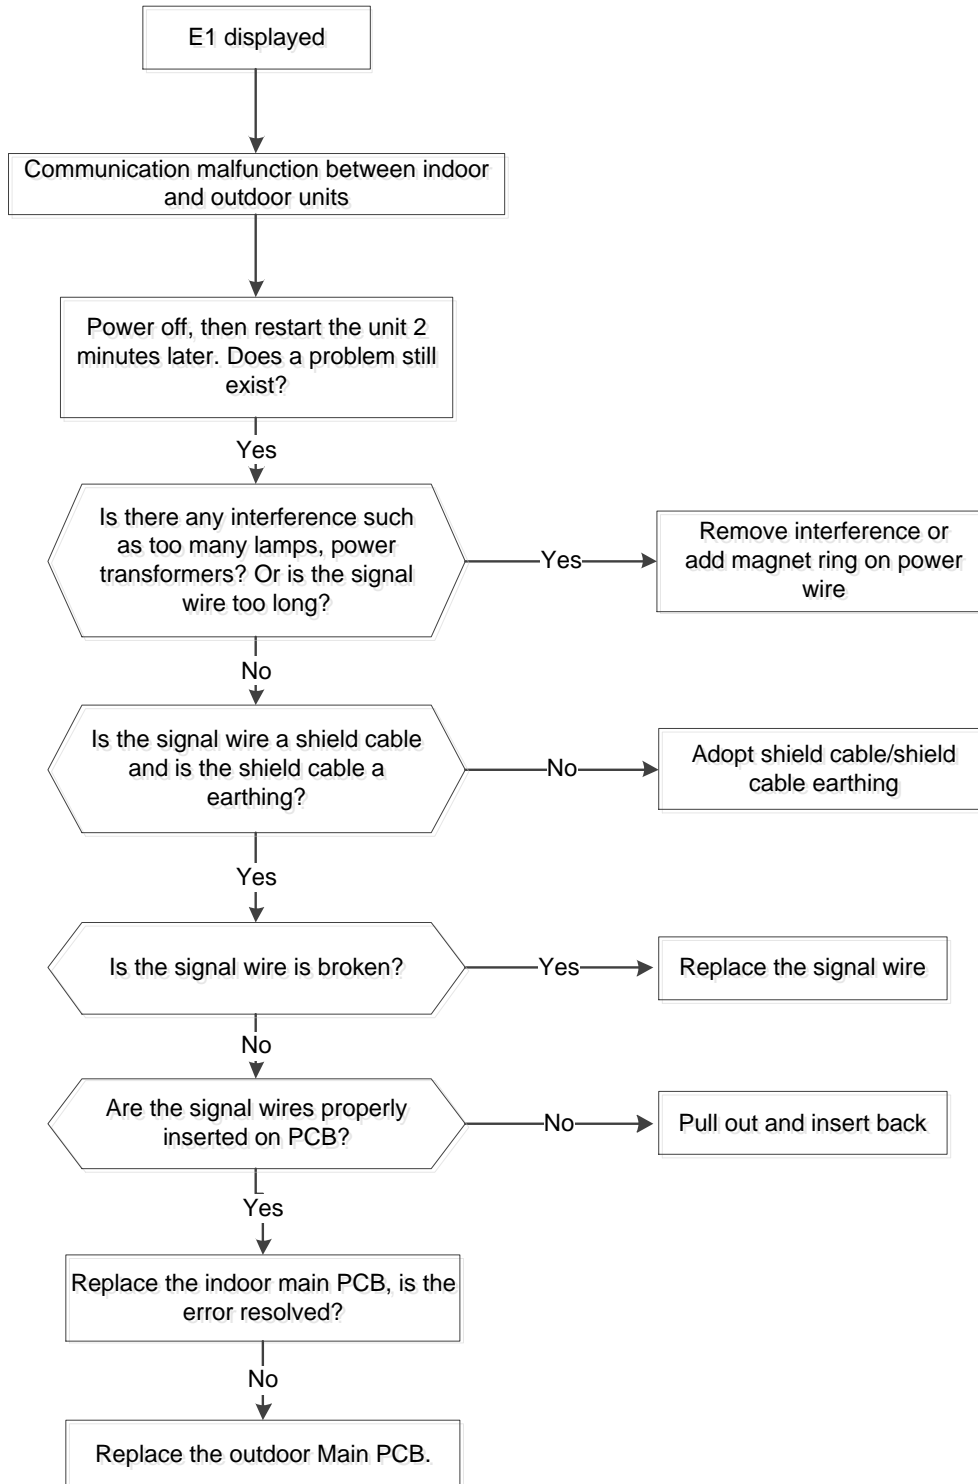 E1 displayed
Communication malfunction between indoor
and outdoor units
Power off, then restart the unit 2
minutes later. Does a problem still
exist?
Yes
Is there any interference such
as too many lamps, power
transformers? Or is the signal
wire too long?
Yes
Remove interference or
add magnet ring on power
wire
No
Is the signal wire a shield cable
and is the shield cable a
earthing?
No
Adopt shield cable/shield
cable earthing
Yes
Is the signal wire is broken?
Yes
Replace the signal wire
No
Are the signal wires properly
inserted on PCB?
No
Pull out and insert back
Yes
Replace the indoor main PCB, is the
error resolved?
No
Replace the outdoor Main PCB.